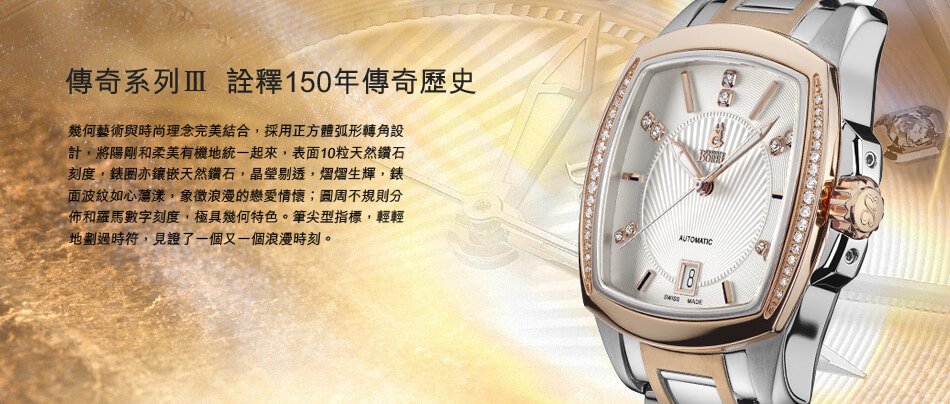 傳奇系列Ⅲ 詮釋150年傳奇歷史
幾何藝術與時尚理念完美結合，採用正方體弧形轉角設
計，將陽剛和柔美有機地統一起來，表面10粒天然鑽石
刻度，錶圈亦鑲嵌天然鑽石，晶瑩剔透，熠熠生輝，錶
面波紋如心蕩漾，象徵浪漫的戀愛情懷；圓周不規則分
佈和羅馬數字刻度，極具幾何特色。筆尖型指標，輕輕
地劃過時符，見證了一個又一個浪漫時刻。
ERNEST
BOREL
AUTOMATIC
8
SWISS MADE